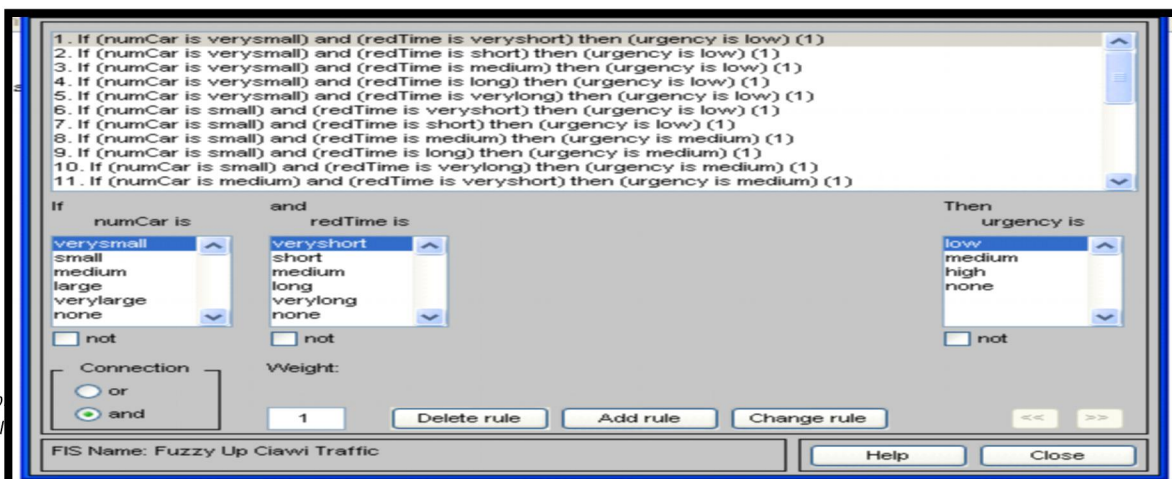 1. If (numCar is verysmall) and (redTime is veryshort) then (urgency is low) (1)
2. If (numCar is verysmall) and (redTime is short) then (urgency is low) (1)
3. If (numCar is verysmall) and (redTime is medium) then (urgency is low) (1)
4. If (numCar is verysmall) and (redTime is long) then (urgency is low) (1)
5. If (numCar is verysmall) and (redTime is verylong) then (urgency is low) (1)
6. If (numCar is small) and (redTime is veryshort) then (urgency is low) (1)
7. If (numCar is small) and (redTime is short) then (urgency is low) (1)
8. If (numCar is small) and (redTime is medium) then (urgency is medium) (1)
9. If (numCar is small) and (redTime is long) then (urgency is medium) (1)
10. If (numCar is small) and (redTime is verylong) then (urgency is medium) (1)
11. If (numCar is medium) and (redTime is veryshort) then (urgency is medium) (1)
If
numCar is
verysmall
small
medium
large
verylarge
none
not
and
redTime is
veryshort
short
medium
long
verylong
none
not
Then
urgency is
low
medium
high
none
not
Connection
or
and
Weight:
1
Delete rule
Add rule
Change rule
<<
>>
FIS Name: Fuzzy Up Ciawi Traffic
Help
Close